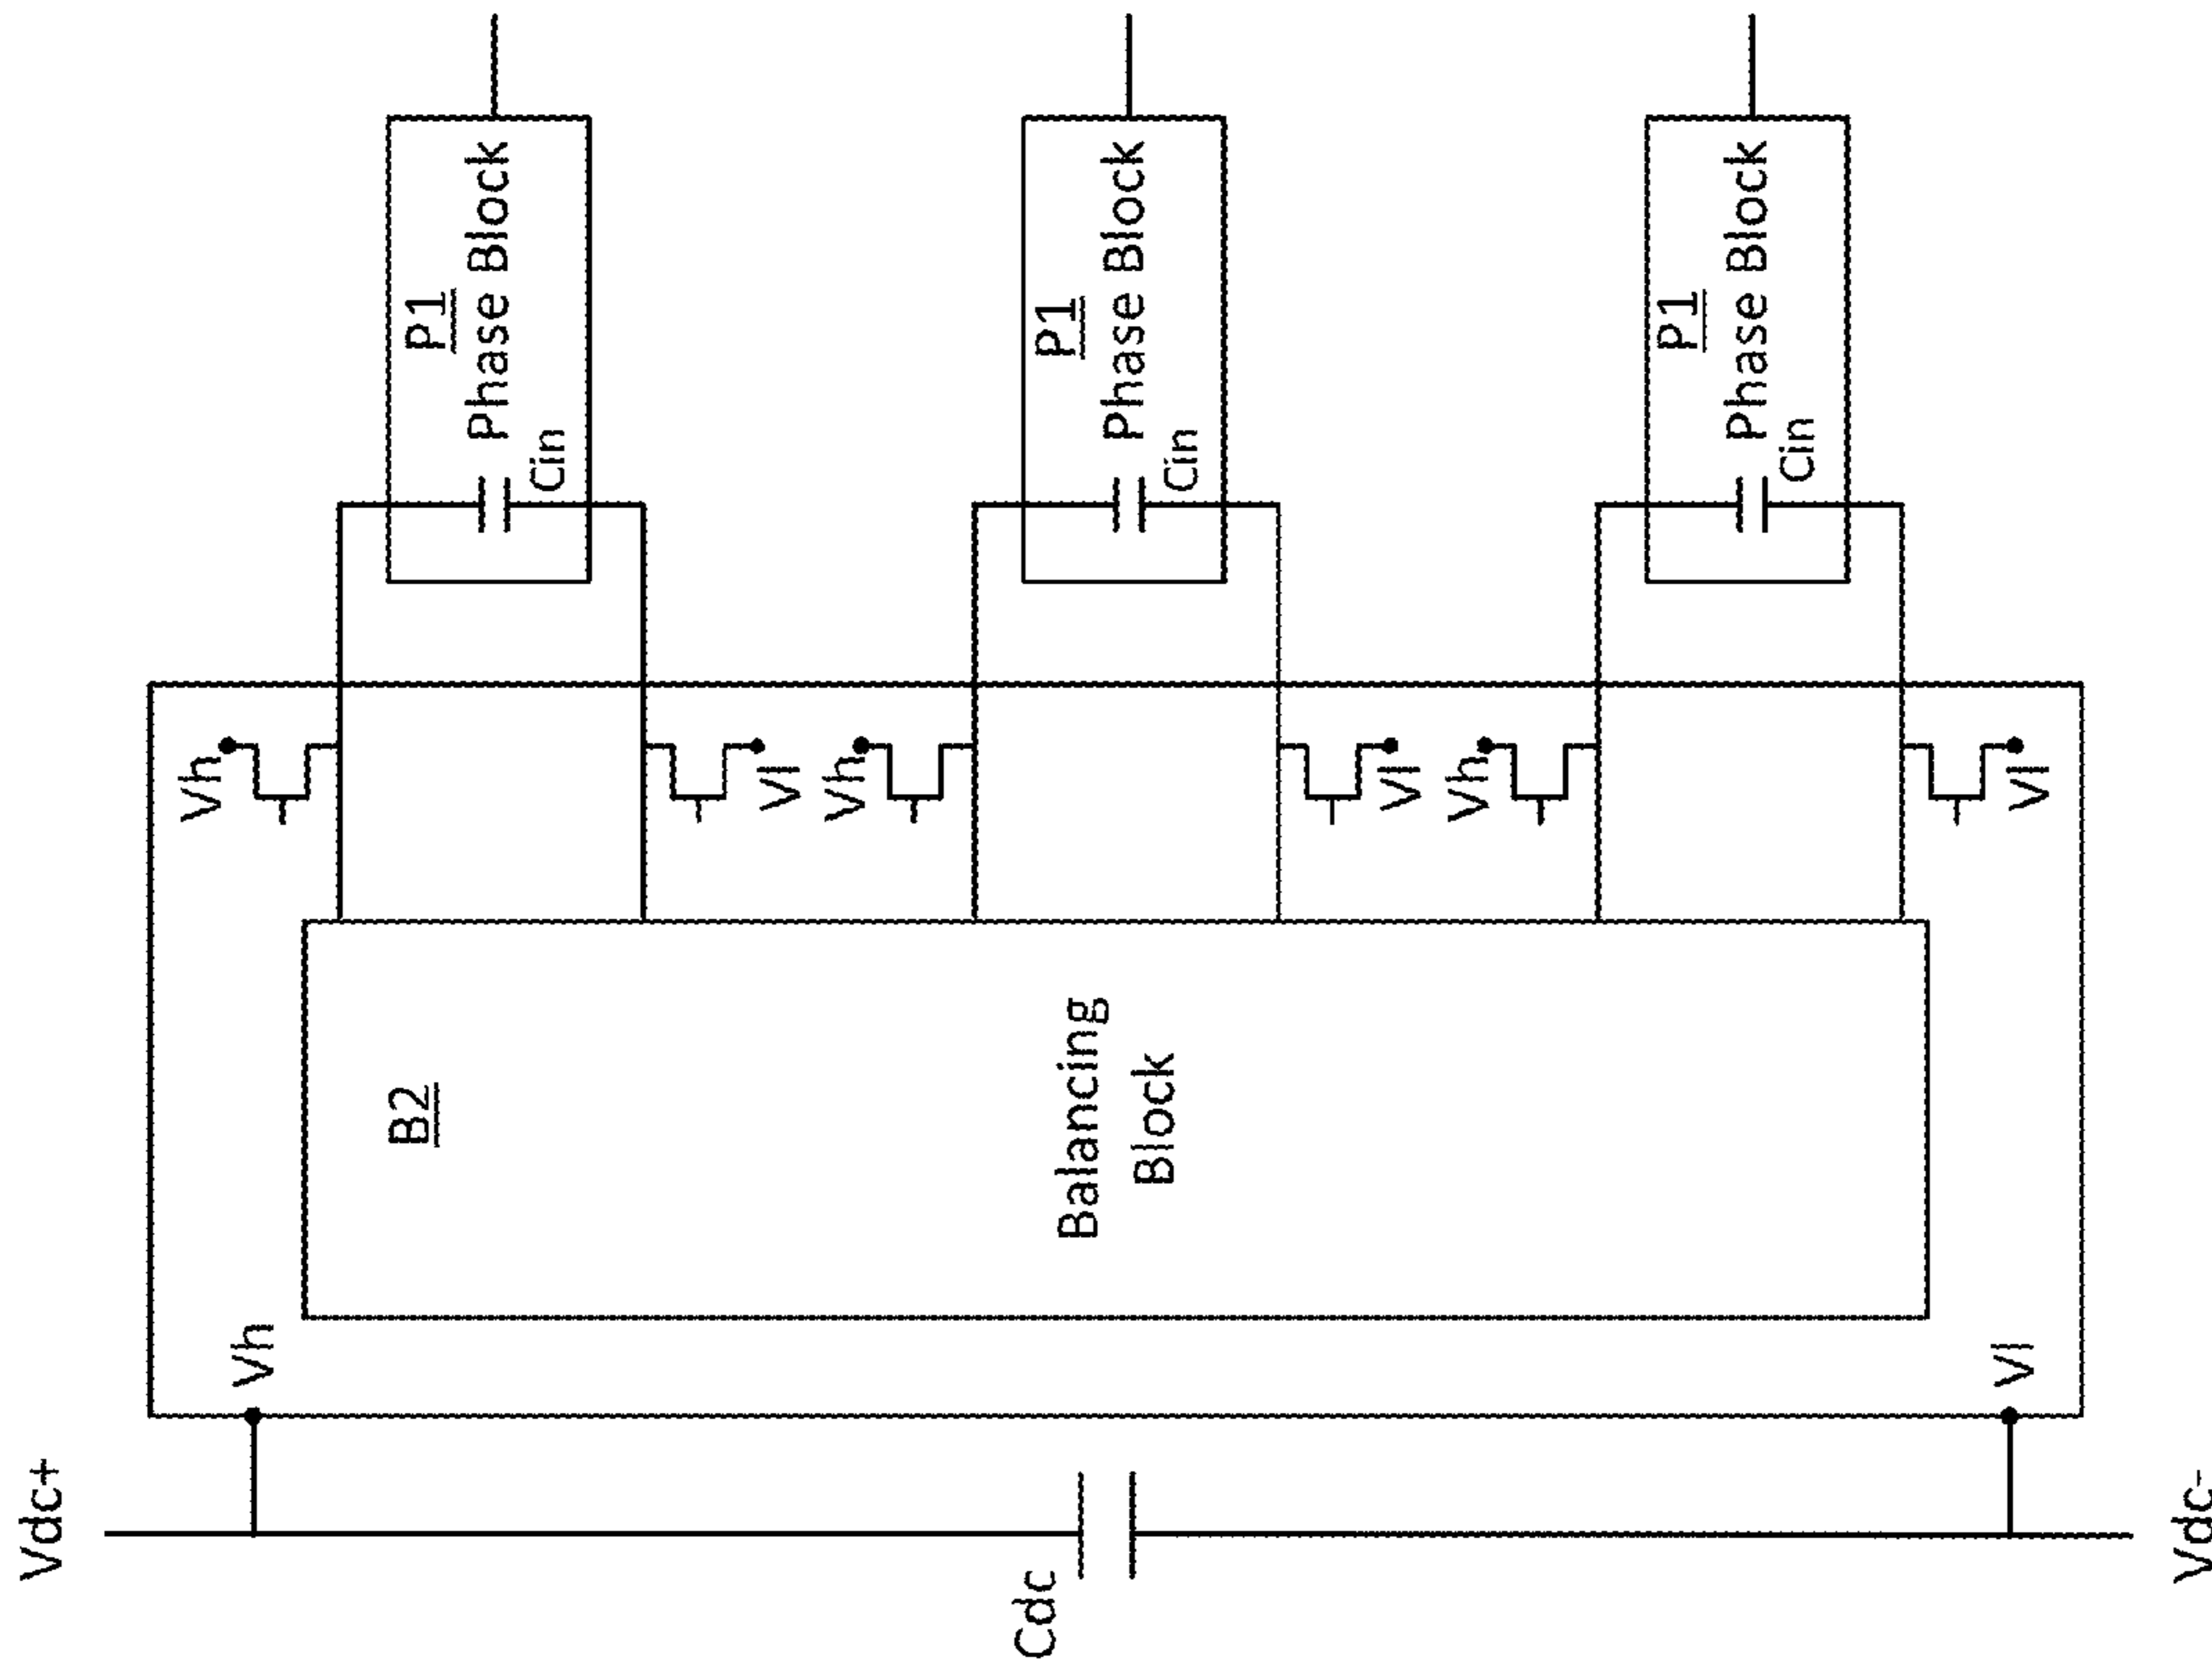 Vdc+
Vh
Vh
B2
P1
Phase Block
Cin
Vl
Vh
Cdc
Balancing
Block
P1
Phase Block
Cin
Vl
Vh
P1
Phase Block
Cin
Vl
Vl
Vdc-